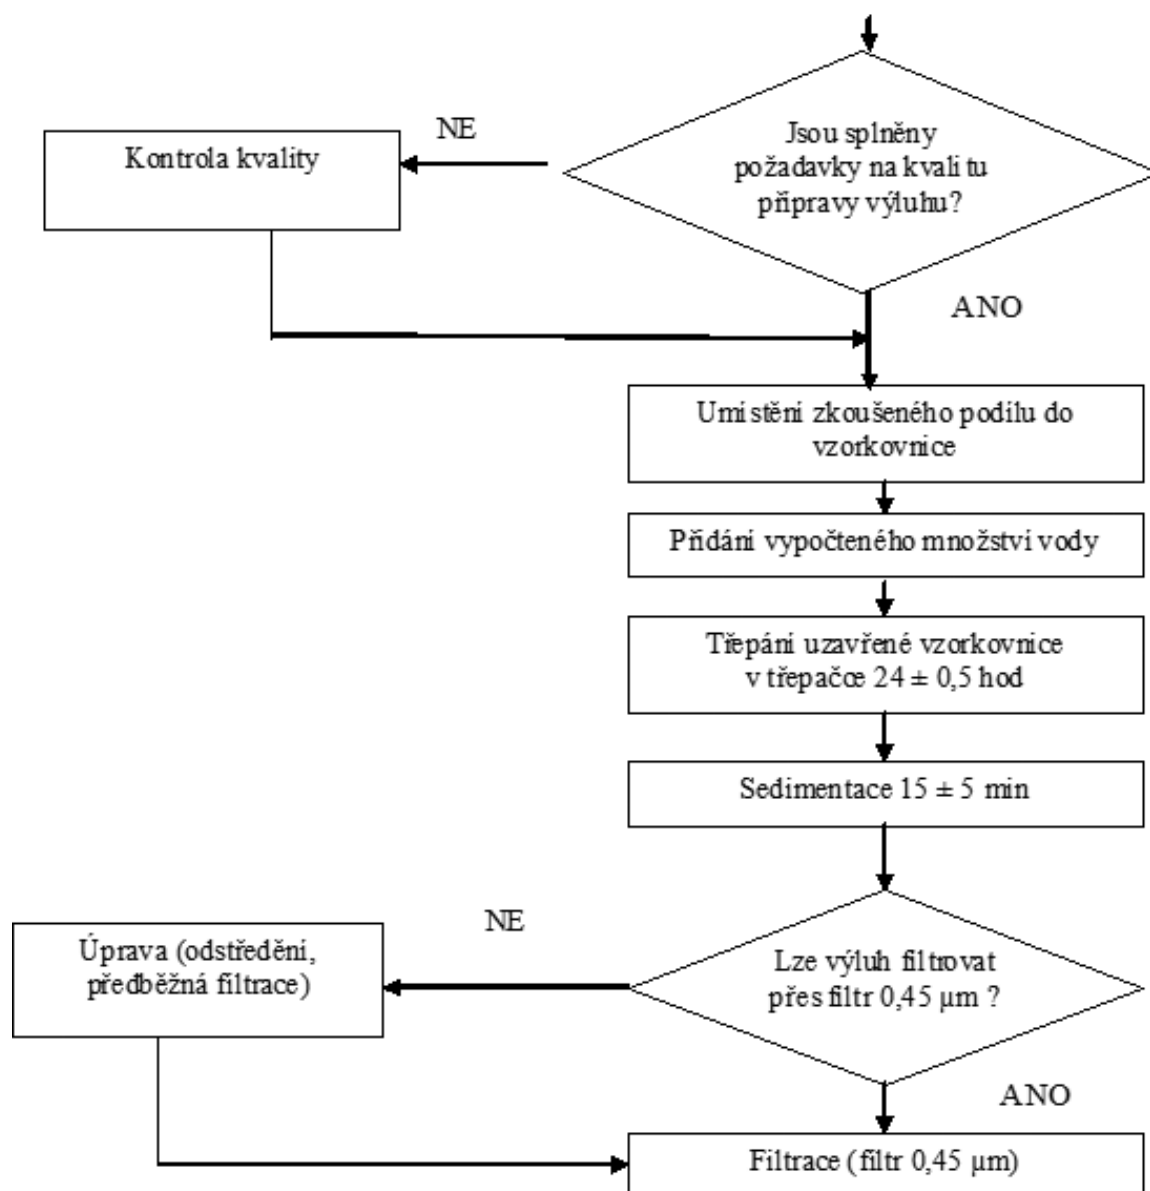 NE
Jsou splněny
požadavky na kvalitu
přípravy výluhu?
Kontrola kvality
ANO
Umístění zkoušeného podílu do
vzorkovnice
Přidání vypočteného množství vody
Třepání uzavřené vzorkovnice
v třepačce 24 ± 0,5 hod
Sedimentace 15 ± 5 min
NE
Úprava (odstředění,
předběžná filtrace)
Lze výluh filtrovat
přes filtr 0,45 µm ?
ANO
Filtrace (filtr 0,45 µm)